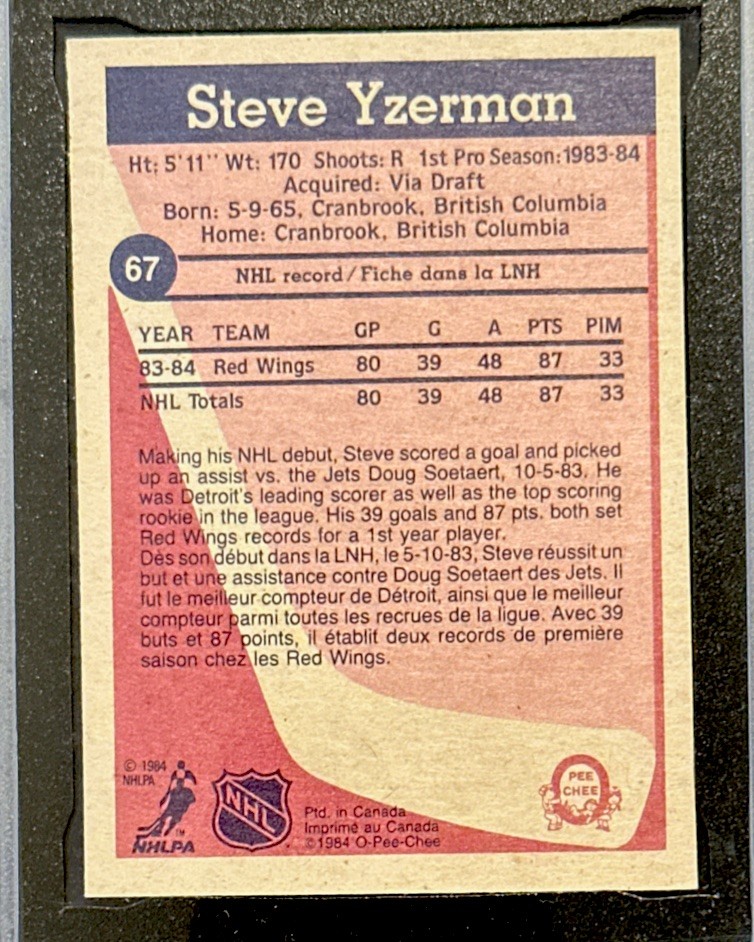 Steve Yzerman
Ht: 5'11" Wt: 170 Shoots: R 1st Pro Season: 1983-84
Acquired: Via Draft
Born: 5-9-65, Cranbrook, British Columbia
Home: Cranbrook, British Columbia
67
NHL record/Fiche dans la LNH
YEAR TEAM GP G A PTS PIM
83-84 Red Wings 80 39 48 87 33
NHL Totals 80 39 48 87 33
Making his NHL debut, Steve scored a goal and picked
up an assist vs. the Jets Doug Soetaert, 10-5-83. He
was Detroit's leading scorer as well as the top scoring
rookie in the league. His 39 goals and 87 pts. both set
Red Wings records for a 1st year player.
Dès son début dans la LNH, le 5-10-83, Steve réussit un
but et une assistance contre Doug Soetaert des Jets. Il
fut le meilleur compteur de Détroit, ainsi que le meilleur
compteur parmi toutes les recrues de la ligue. Avec 39
buts et 87 points, il établit deux records de première
saison chez les Red Wings.
© 1984
NHLPA
TM
NHLPA
NHL
Ptd. in Canada
Imprimé au Canada
©1984 O-Pee-Chee
PEE
CHEE